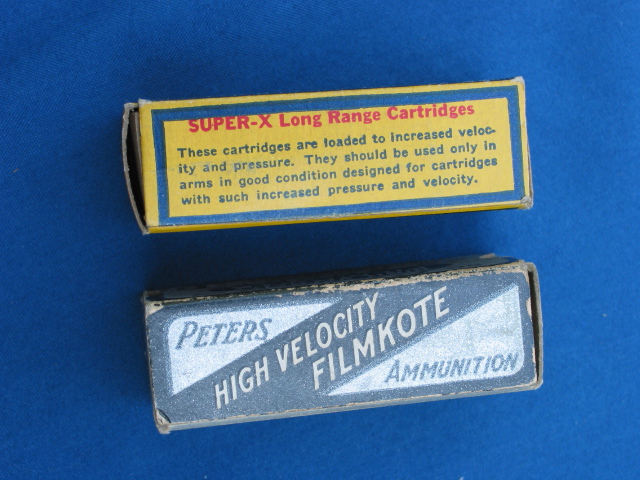 SUPER-X Long Range Cartridges
These cartridges are loaded to increased veloc-
ity and pressure. They should be used only in
arms in good condition designed for cartridges
with such increased pressure and velocity.
PETERS
HIGH VELOCITY
FILMKOTE
AMMUNITION